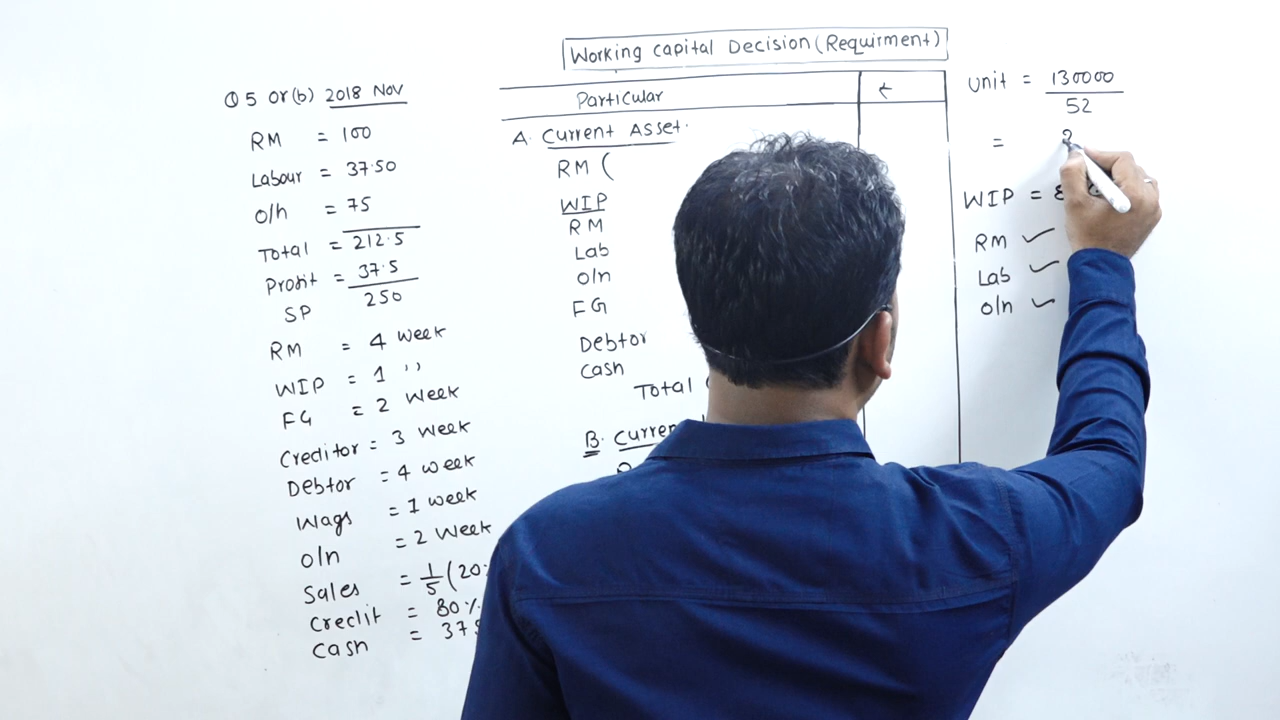 Working Capital Decision (Requirment)
Q 5 or (b) 2018 Nov
RM = 100
Labour = 37.50
O/h = 75
Total = 212.5
Profit = 37.5
SP 250
RM = 4 Week
WIP = 1 ,,
FG = 2 Week
Creditor = 3 Week
Debtor = 4 week
Wags = 1 week
O/h = 2 Week
Sales = 1/5 (20
Credit = 80%
Cash = 37
Particular
A. Current Asset.
RM (
WIP
RM
Lab
O/h
FG
Debtor
Cash
Total
B. Curren
Unit = 130000
52
= 2
WIP =
RM ✓
Lab ✓
O/h ✓